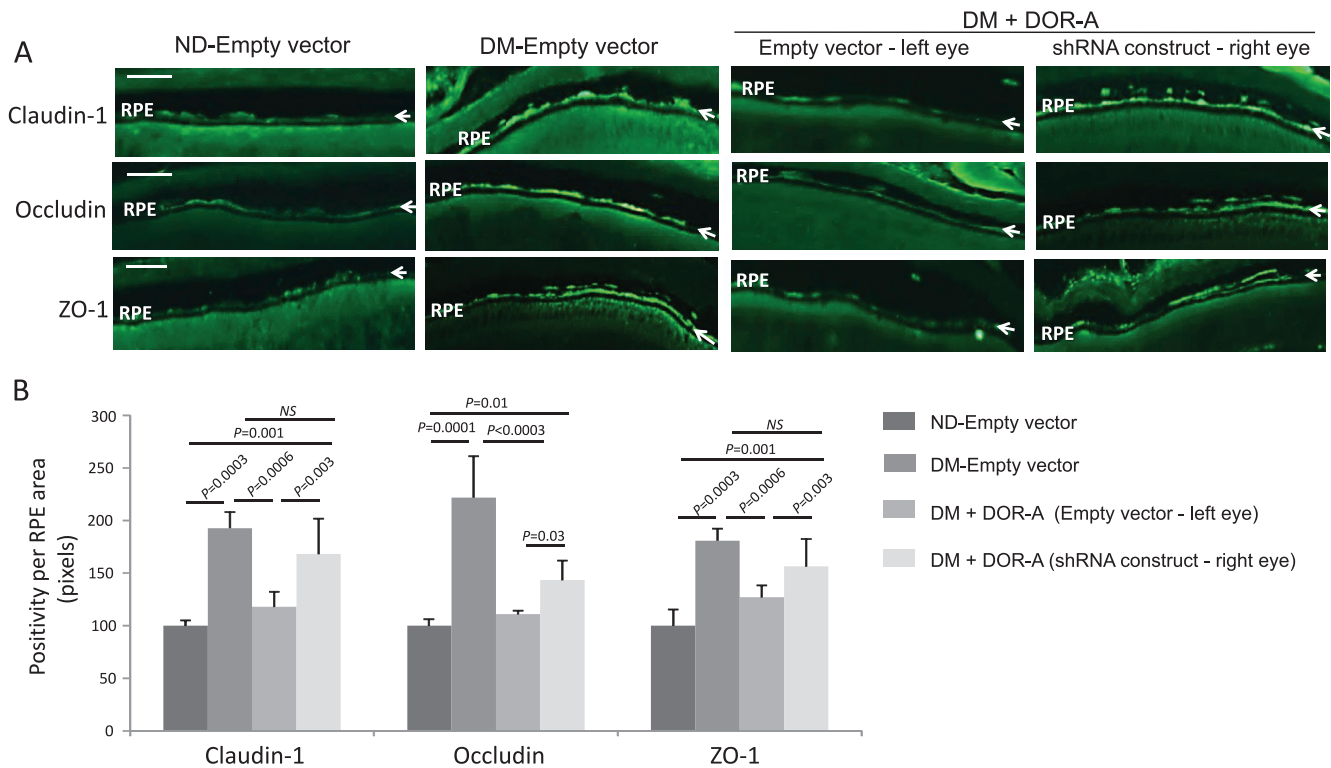 DM + DOR-A
A
ND-Empty vector
DM-Empty vector
Empty vector - left eye
shRNA construct - right eye
Claudin-1
RPE
RPE
RPE
RPE
Occludin
RPE
RPE
RPE
RPE
ZO-1
RPE
RPE
RPE
RPE
B
Positivity per RPE area
(pixels)
300
250
200
150
100
50
0
NS
P=0.001
P=0.0003
P=0.0006
P=0.003
P=0.01
P=0.0001
P<0.0003
P=0.03
NS
P=0.001
P=0.0003
P=0.0006
P=0.003
Claudin-1
Occludin
ZO-1
ND-Empty vector
DM-Empty vector
DM + DOR-A (Empty vector - left eye)
DM + DOR-A (shRNA construct - right eye)